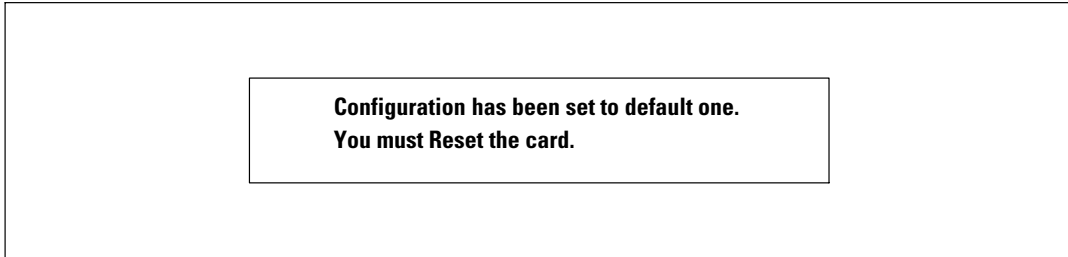 Configuration has been set to default one.
You must Reset the card.